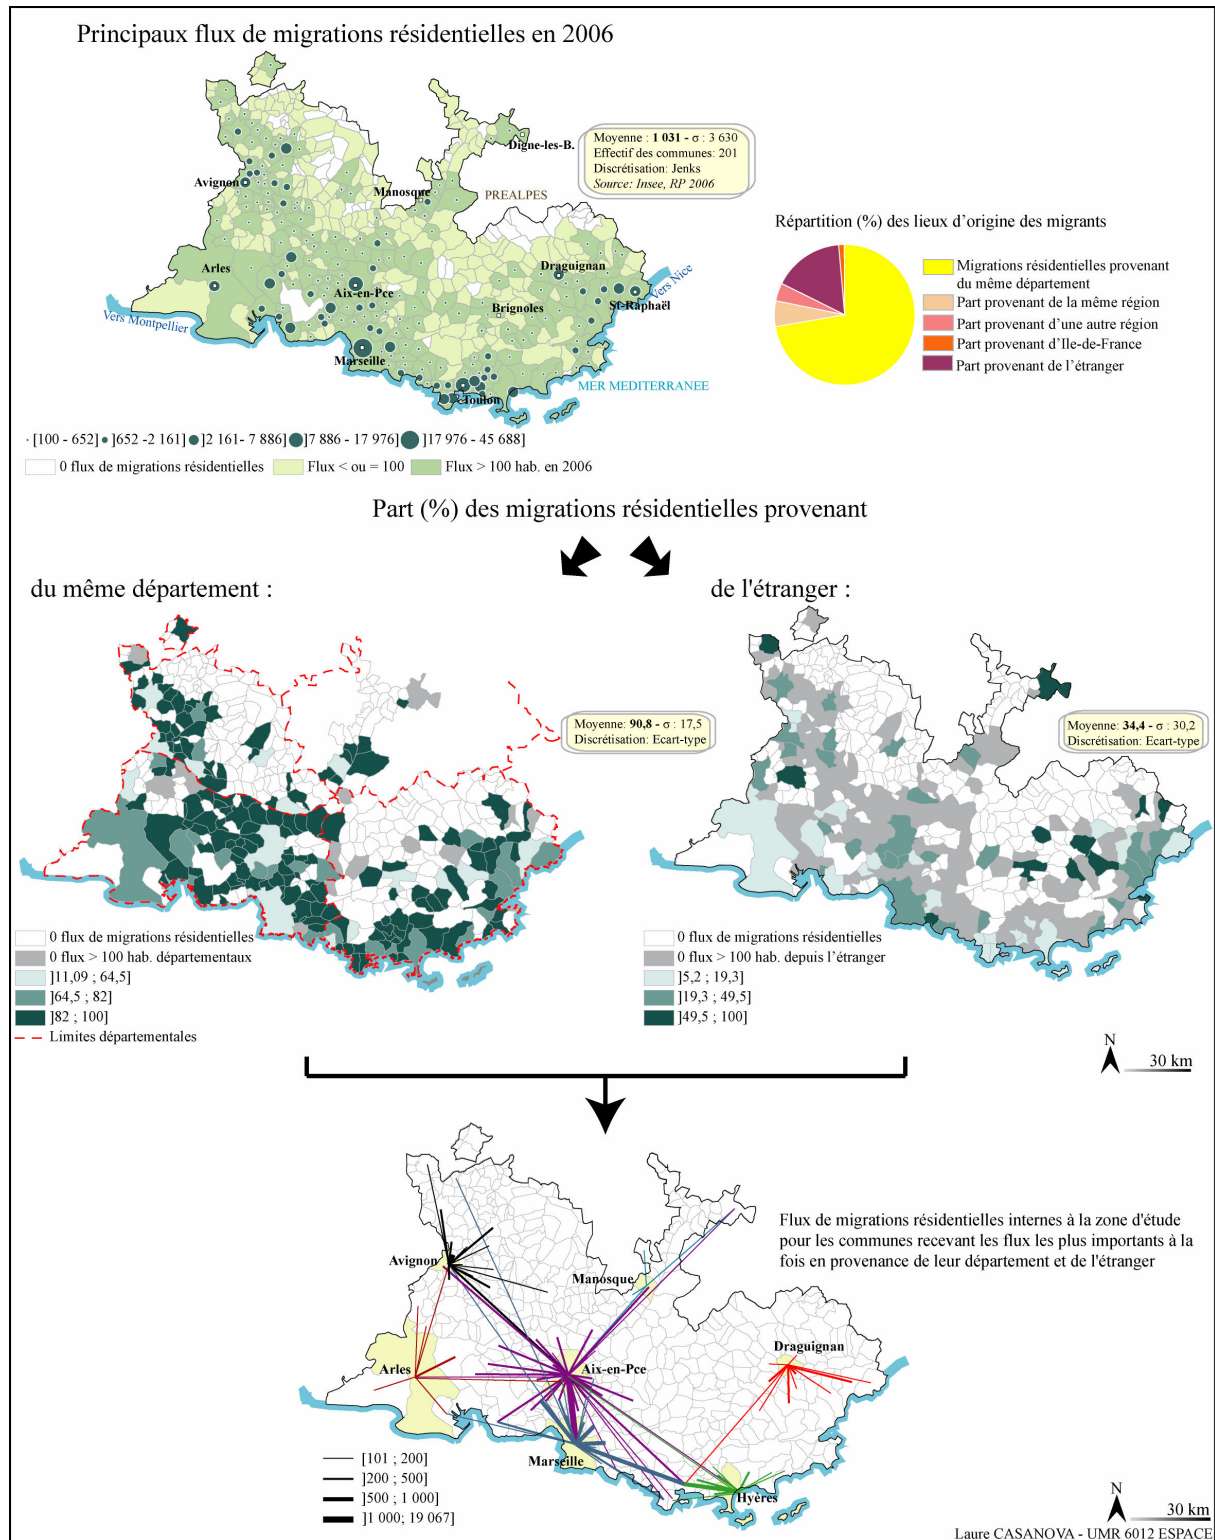 Principaux flux de migrations résidentielles en 2006
Digne-les-B.
Moyenne : 1 031 - σ : 3 630
Effectif des communes: 201
Discrétisation: Jenks
Source: Insee, RP 2006
Avignon
Manosque
PREALPES
Arles
Draguignan
Vers Nice
Aix-en-Pce
Brignoles
St-Raphaël
Vers Montpellier
Marseille
MER MEDITERRANEE
Toulon
Répartition (%) des lieux d'origine des migrants
Migrations résidentielles provenant
du même département
Part provenant de la même région
Part provenant d'une autre région
Part provenant d'Ile-de-France
Part provenant de l'étranger
[100 - 652] ]652 -2 161] ]2 161- 7 886] ]7 886 - 17 976] ]17 976 - 45 688]
0 flux de migrations résidentielles Flux < ou = 100 Flux > 100 hab. en 2006
Part (%) des migrations résidentielles provenant
du même département :
de l'étranger :
Moyenne: 90,8 - σ : 17,5
Discrétisation: Ecart-type
Moyenne: 34,4 - σ : 30,2
Discrétisation: Ecart-type
0 flux de migrations résidentielles
0 flux > 100 hab. départementaux
]11,09 ; 64,5]
]64,5 ; 82]
]82 ; 100]
Limites départementales
0 flux de migrations résidentielles
0 flux > 100 hab. depuis l'étranger
]5,2 ; 19,3]
]19,3 ; 49,5]
]49,5 ; 100]
N
30 km
Flux de migrations résidentielles internes à la zone d'étude
pour les communes recevant les flux les plus importants à la
fois en provenance de leur département et de l'étranger
Avignon
Manosque
Draguignan
Arles
Aix-en-Pce
Marseille
Hyères
[101 ; 200]
]200 ; 500]
]500 ; 1 000]
]1 000; 19 067]
N
30 km
Laure CASANOVA - UMR 6012 ESPACE